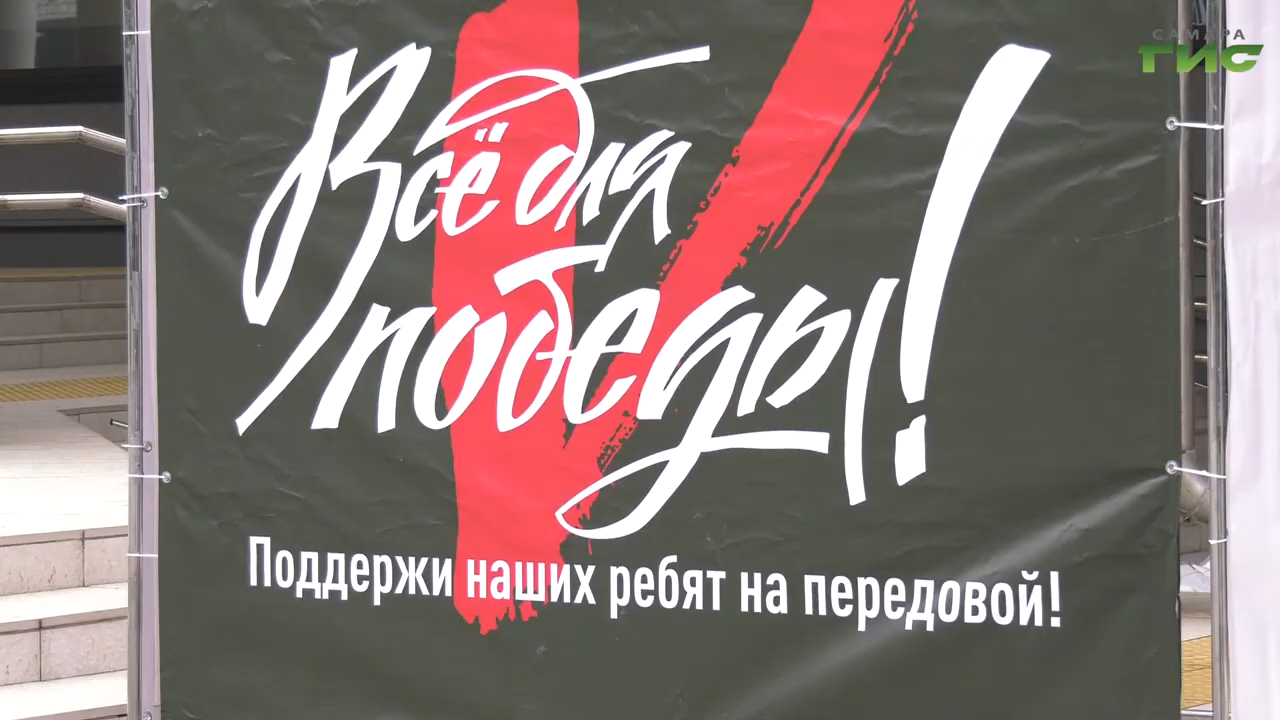 САМАРА
ГИС
Всё для
победы!
Поддержи наших ребят на передовой!